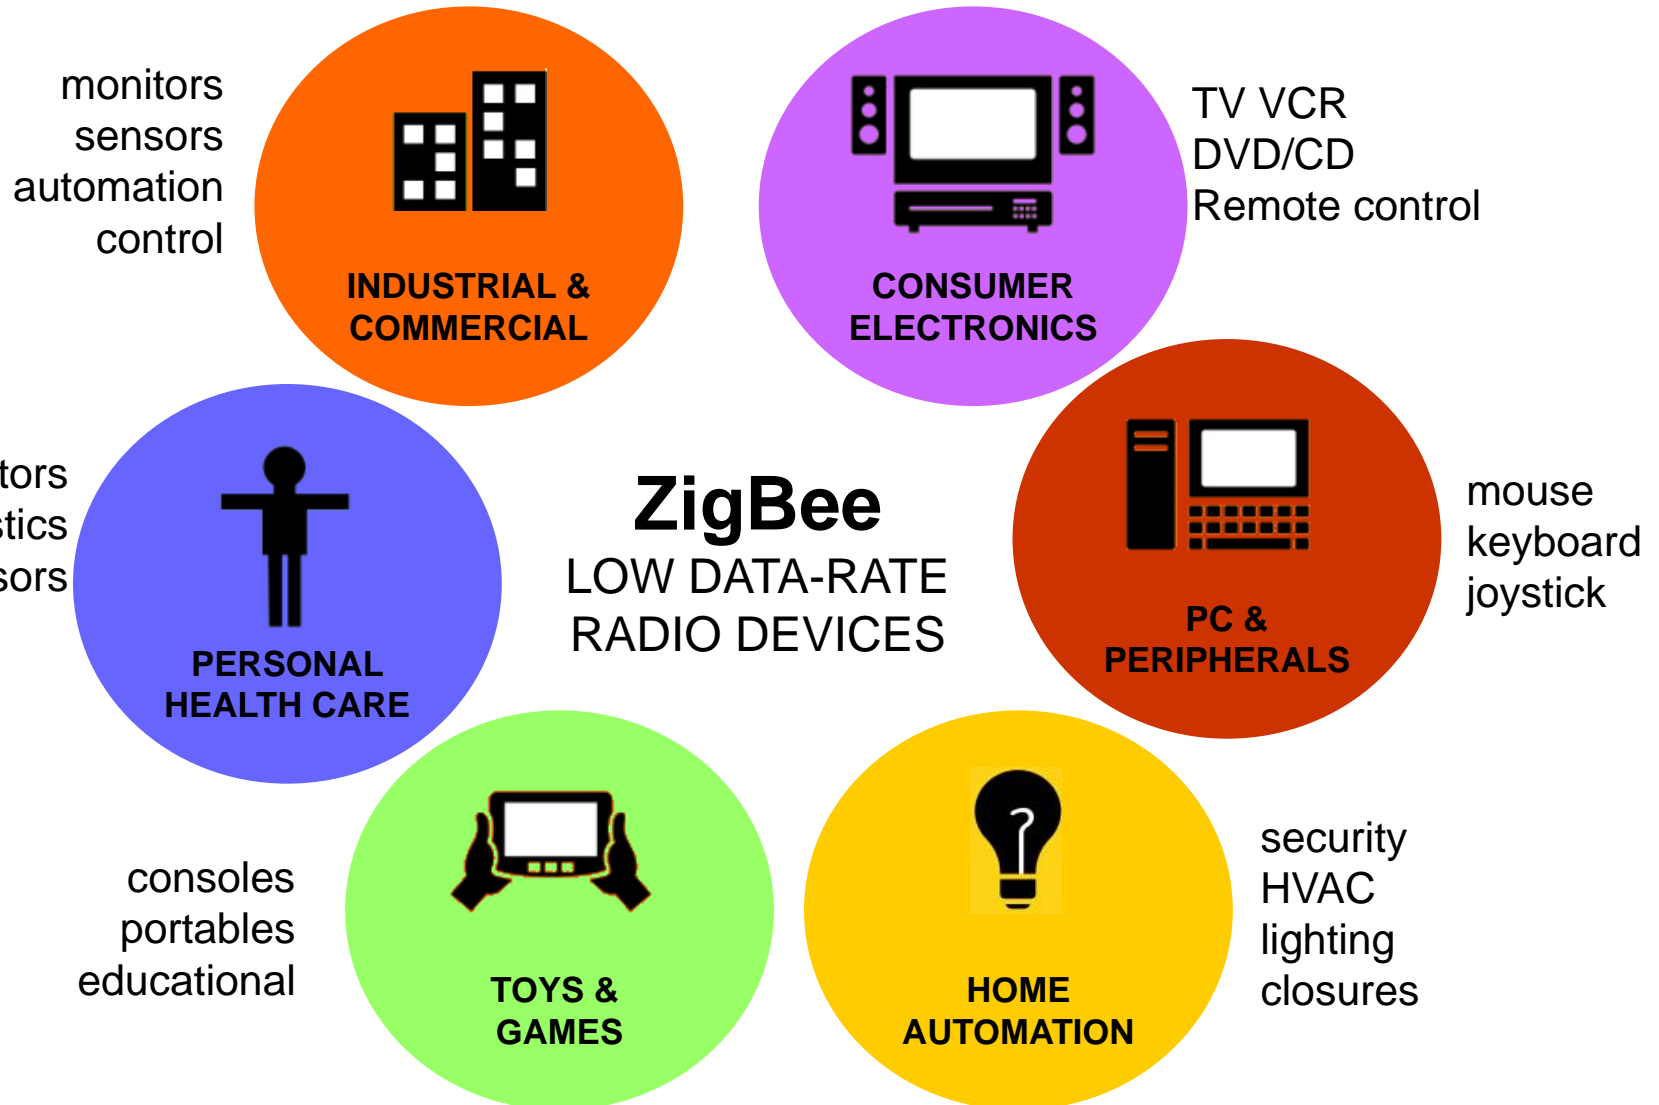 monitors
sensors
automation
control
INDUSTRIAL &
COMMERCIAL
TV VCR
DVD/CD
Remote control
CONSUMER
ELECTRONICS
PERSONAL
HEALTH CARE
ZigBee
LOW DATA-RATE
RADIO DEVICES
mouse
keyboard
joystick
PC &
PERIPHERALS
consoles
portables
educational
TOYS &
GAMES
security
HVAC
lighting
closures
HOME
AUTOMATION